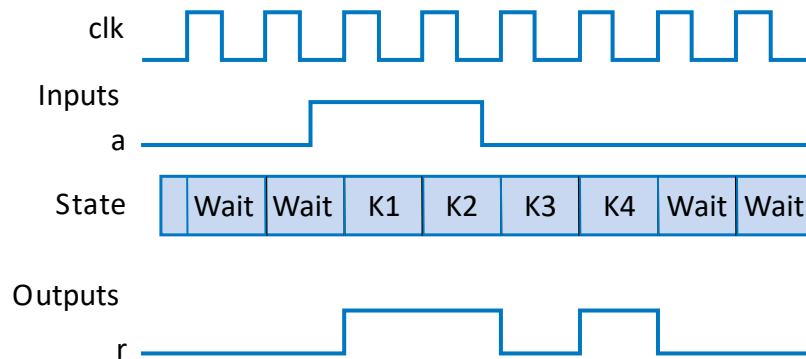 clk
Inputs
a
State Wait Wait K1 K2 K3 K4 Wait Wait
Outputs
r